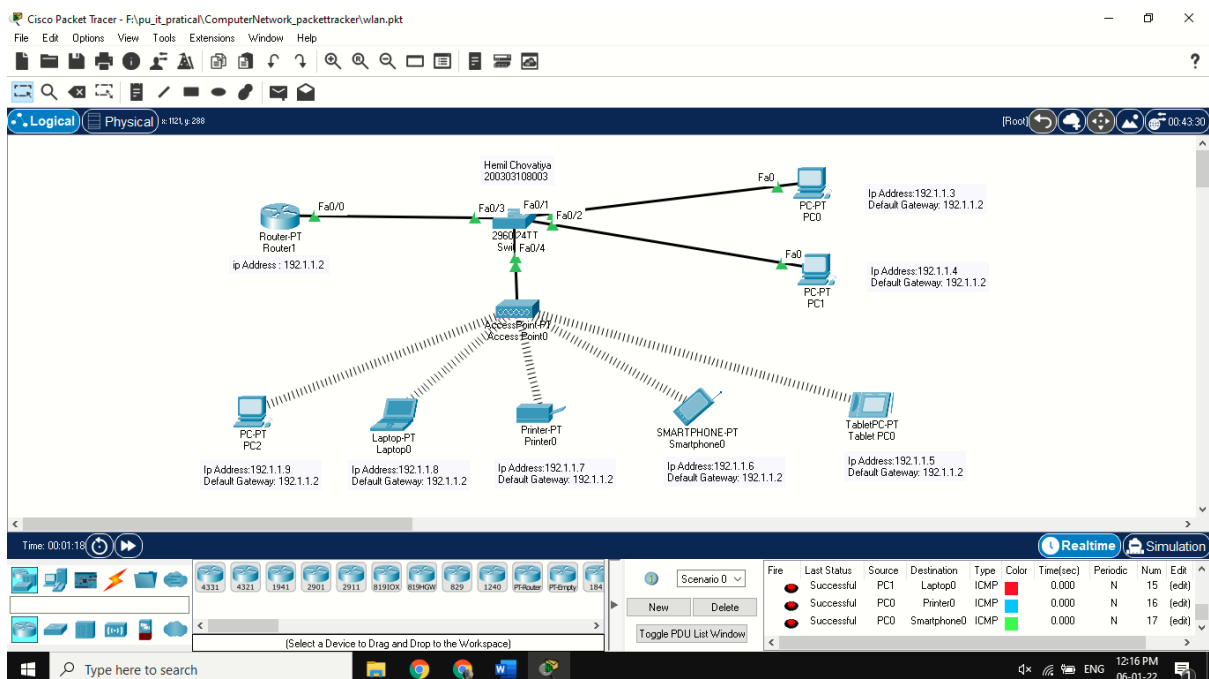 Cisco Packet Tracer - F:\pu_it_pratical\ComputerNetwork_packettracker\wlan.pkt
File Edit Options View Tools Extensions Window Help
?
Logical Physical x: 1121, y: 288 [Root] 00:43:30
Hemil Chovatiya
200303108003
Fa0/0
Fa0/3 Fa0/1
Fa0/2
Fa0
Router-PT
Router1
ip Address : 192.1.1.2
2960-24TT
Fa0/4
PC-PT
PC0
Ip Address:192.1.1.3
Default Gateway: 192.1.1.2
Fa0
PC-PT
PC1
Ip Address:192.1.1.4
Default Gateway: 192.1.1.2
AccessPoint-PT
Access Point0
PC-PT
PC2
Laptop-PT
Laptop0
Printer-PT
Printer0
SMARTPHONE-PT
Smartphone0
TabletPC-PT
Tablet PC0
Ip Address:192.1.1.9
Default Gateway: 192.1.1.2
Ip Address:192.1.1.8
Default Gateway: 192.1.1.2
Ip Address:192.1.1.7
Default Gateway: 192.1.1.2
Ip Address:192.1.1.6
Default Gateway: 192.1.1.2
Ip Address:192.1.1.5
Default Gateway: 192.1.1.2
Time: 00:01:18 Realtime Simulation
4331 4321 1941 2901 2911 819IOX 819HGW 829 1240 PT-Router PT-Empty 184
(Select a Device to Drag and Drop to the Workspace)
Scenario 0
New Delete
Toggle PDU List Window
Fire Last Status Source Destination Type Color Time(sec) Periodic Num Edit
Successful PC1 Laptop0 ICMP 0.000 N 15 (edit)
Successful PC0 Printer0 ICMP 0.000 N 16 (edit)
Successful PC0 Smartphone0 ICMP 0.000 N 17 (edit)
Type here to search
ENG
12:16 PM
06-01-22